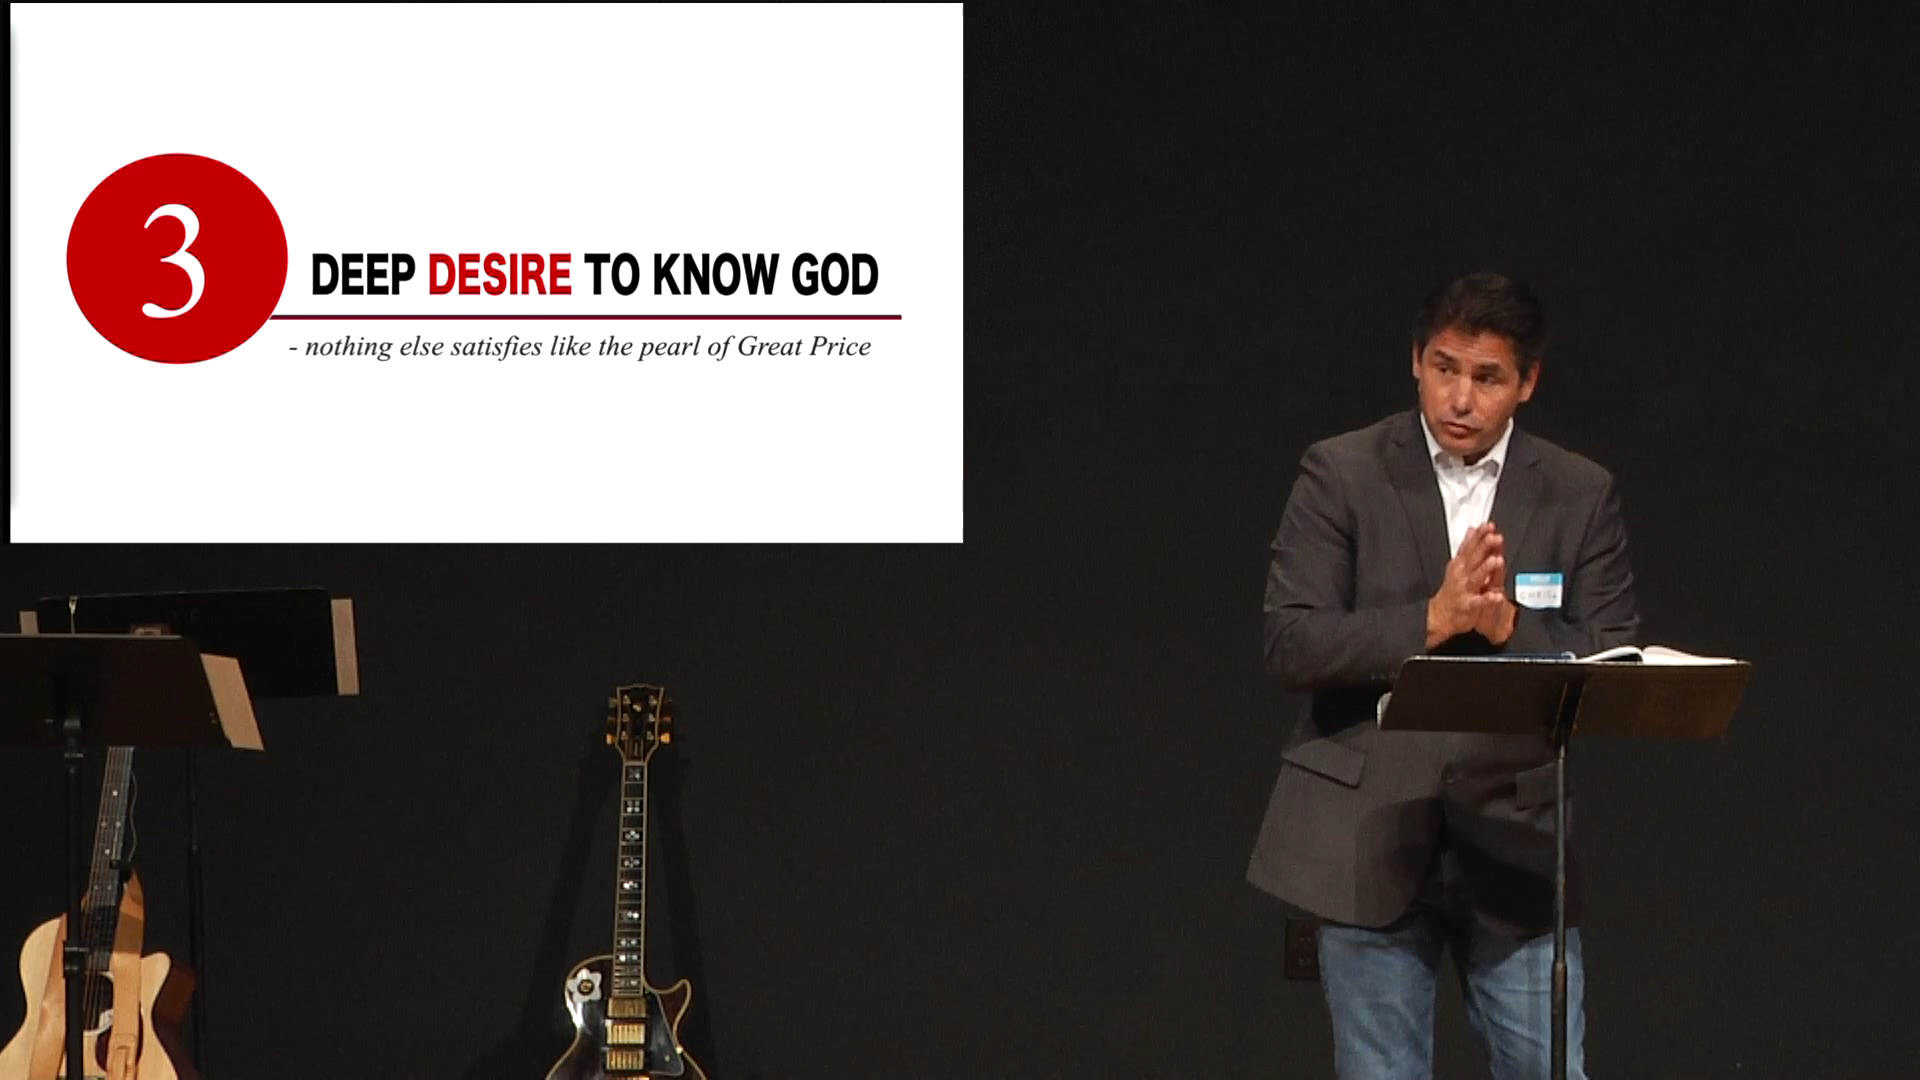 3
DEEP DESIRE TO KNOW GOD
- nothing else satisfies like the pearl of Great Price